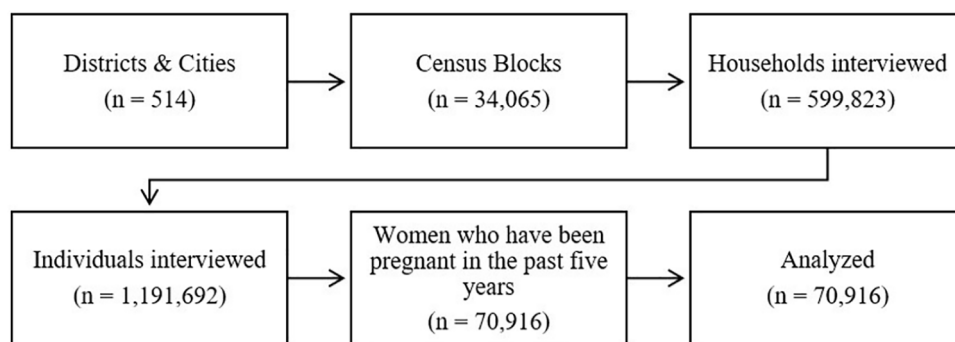 Districts & Cities
(n = 514)
Census Blocks
(n = 34,065)
Households interviewed
(n = 599,823)
Individuals interviewed
(n = 1,191,692)
Women who have been
pregnant in the past five
years
(n = 70,916)
Analyzed
(n = 70,916)